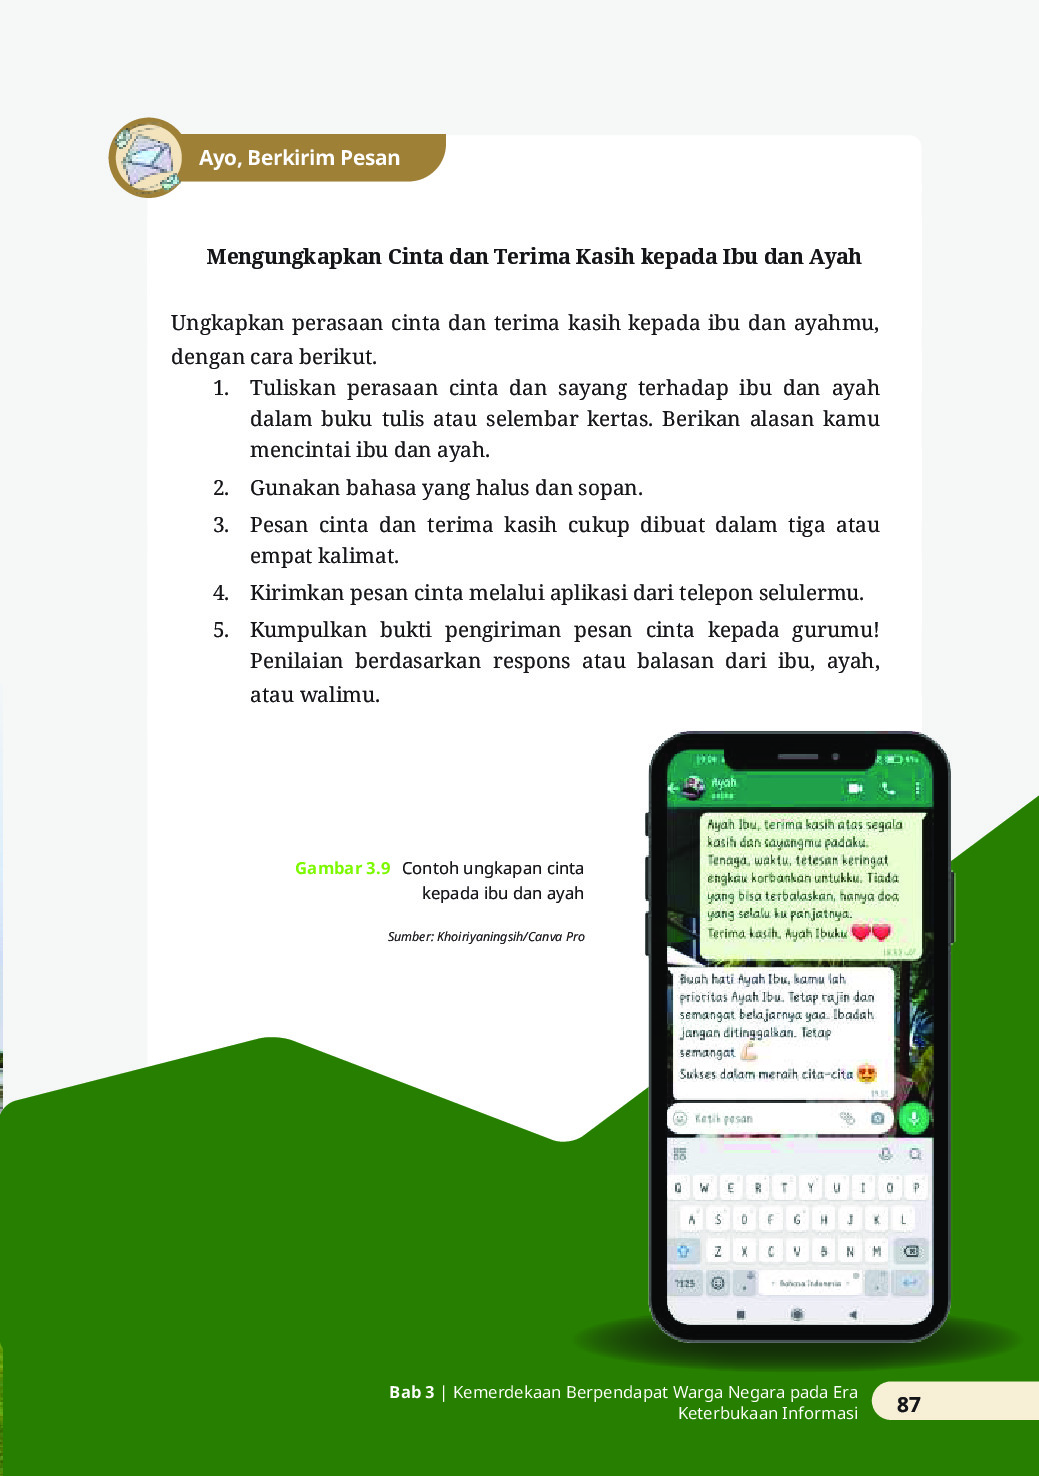 Ayo, Berkirim Pesan
Mengungkapkan Cinta dan Terima Kasih kepada Ibu dan Ayah
Ungkapkan perasaan cinta dan terima kasih kepada ibu dan ayahmu,
dengan cara berikut.
1. Tuliskan perasaan cinta dan sayang terhadap ibu dan ayah
dalam buku tulis atau selembar kertas. Berikan alasan kamu
mencintai ibu dan ayah.
2. Gunakan bahasa yang halus dan sopan.
3. Pesan cinta dan terima kasih cukup dibuat dalam tiga atau
empat kalimat.
4. Kirimkan pesan cinta melalui aplikasi dari telepon selulermu.
5. Kumpulkan bukti pengiriman pesan cinta kepada gurumu!
Penilaian berdasarkan respons atau balasan dari ibu, ayah,
atau walimu.
Gambar 3.9 Contoh ungkapan cinta
kepada ibu dan ayah
Sumber: Khoiriyaningsih/Canva Pro
Ayah
Ayah Ibu, terima kasih atas segala
kasih dan sayangmu padaku.
Tenaga, waktu, tetesan keringat
engkau korbankan untukku. Tiada
yang bisa terbalaskan, hanya doa
yang selalu ku panjatnya.
Terima kasih, Ayah Ibuku ❤️❤️
Buah hati Ayah Ibu, kamu lah
prioritas Ayah Ibu. Tetap rajin dan
semangat belajarnya yaa. Ibadah
jangan ditinggalkan. Tetap
semangat 💪🏻
Sukses dalam meraih cita-cita 😍
Ketik pesan
Q W E R T Y U I O P
A S D F G H J K L
Z X C V B N M
?123 , Bahasa Indonesia .
Bab 3 | Kemerdekaan Berpendapat Warga Negara pada Era
Keterbukaan Informasi
87